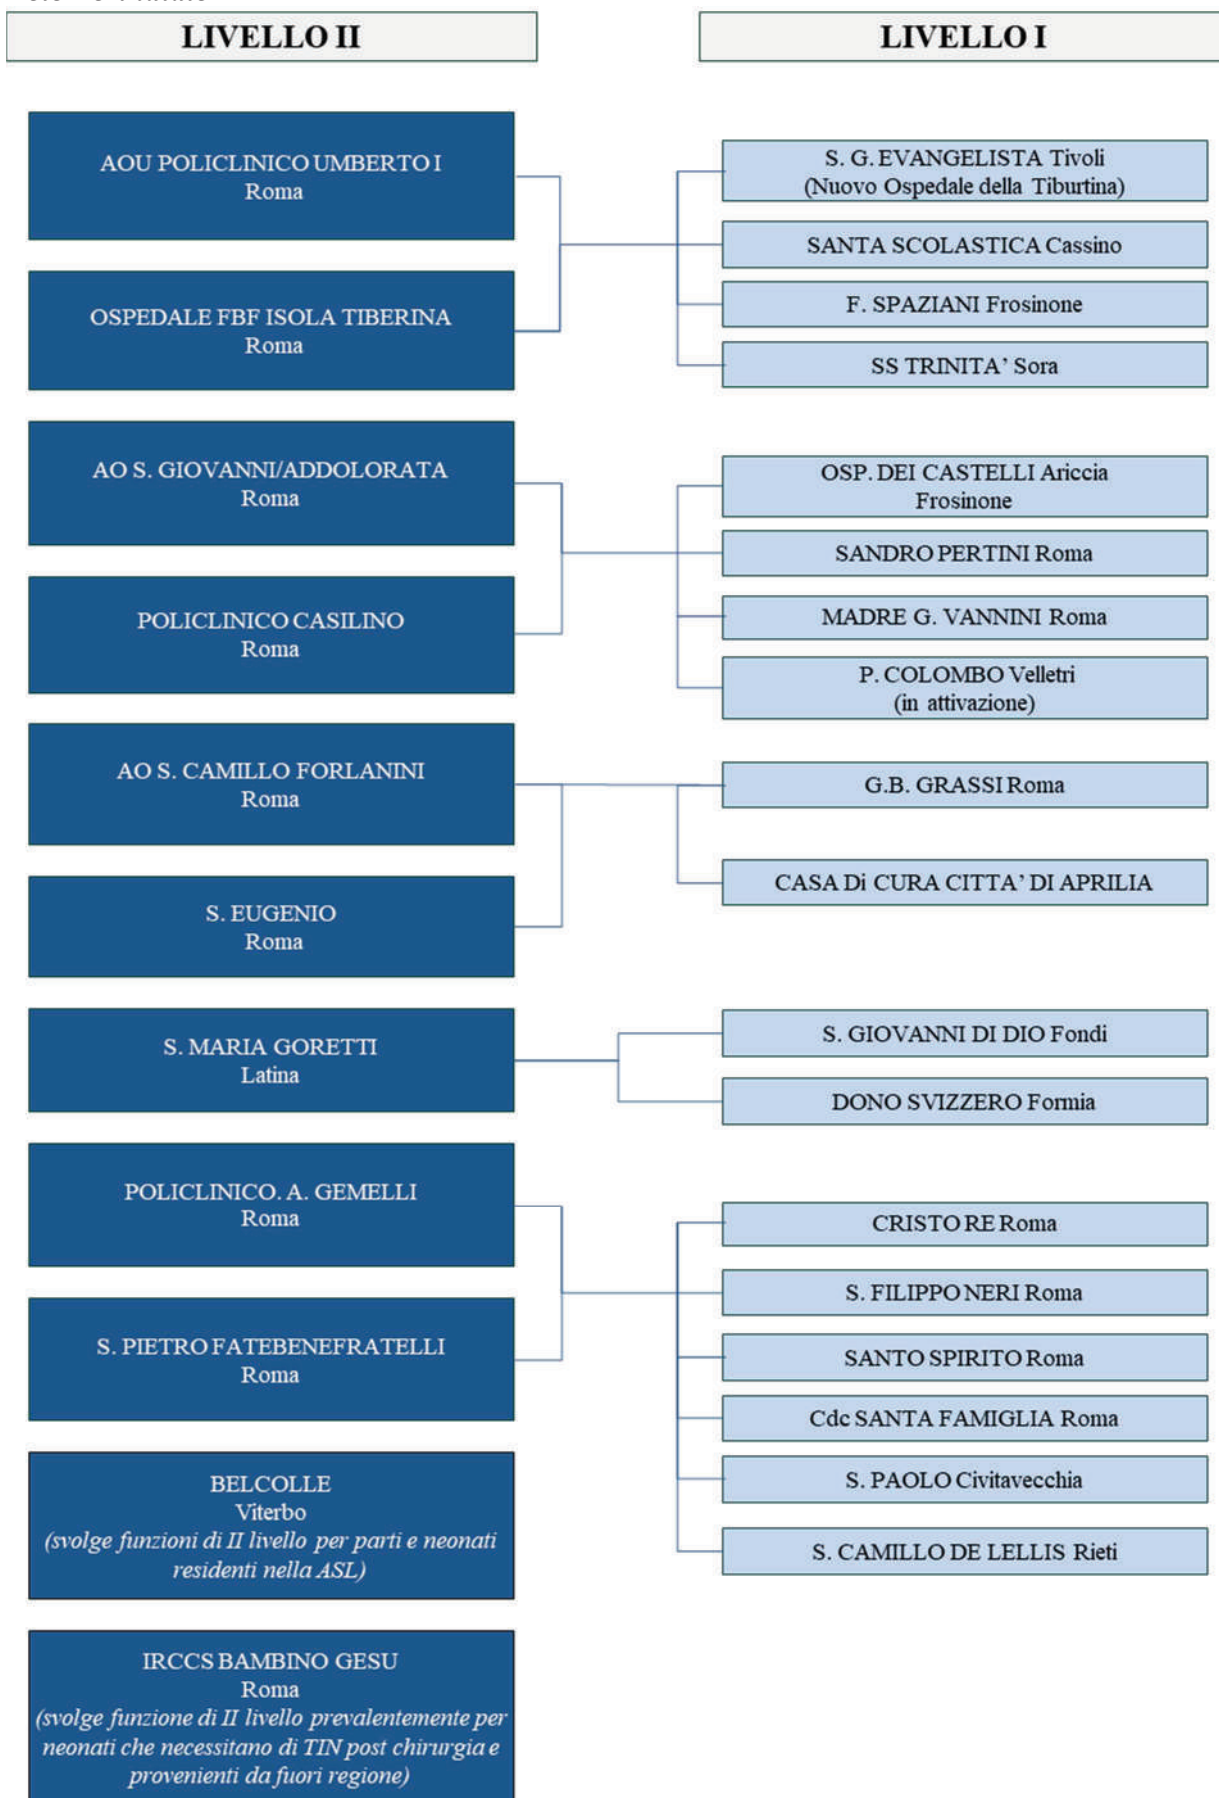 LIVELLO II
LIVELLO I
AOU POLICLINICO UMBERTO I
Roma
OSPEDALE FBF ISOLA TIBERINA
Roma
S. G. EVANGELISTA Tivoli
(Nuovo Ospedale della Tiburtina)
SANTA SCOLASTICA Cassino
F. SPAZIANI Frosinone
SS TRINITA’ Sora
AO S. GIOVANNI/ADDOLORATA
Roma
POLICLINICO CASILINO
Roma
OSP. DEI CASTELLI Ariccia
Frosinone
SANDRO PERTINI Roma
MADRE G. VANNINI Roma
P. COLOMBO Velletri
(in attivazione)
AO S. CAMILLO FORLANINI
Roma
S. EUGENIO
Roma
G.B. GRASSI Roma
CASA Di CURA CITTA’ DI APRILIA
S. MARIA GORETTI
Latina
S. GIOVANNI DI DIO Fondi
DONO SVIZZERO Formia
POLICLINICO. A. GEMELLI
Roma
S. PIETRO FATEBENEFRATELLI
Roma
CRISTO RE Roma
S. FILIPPO NERI Roma
SANTO SPIRITO Roma
Cdc SANTA FAMIGLIA Roma
S. PAOLO Civitavecchia
S. CAMILLO DE LELLIS Rieti
BELCOLLE
Viterbo
(svolge funzioni di II livello per parti e neonati
residenti nella ASL)
IRCCS BAMBINO GESU
Roma
(svolge funzione di II livello prevalentemente per
neonati che necessitano di TIN post chirurgia e
provenienti da fuori regione)